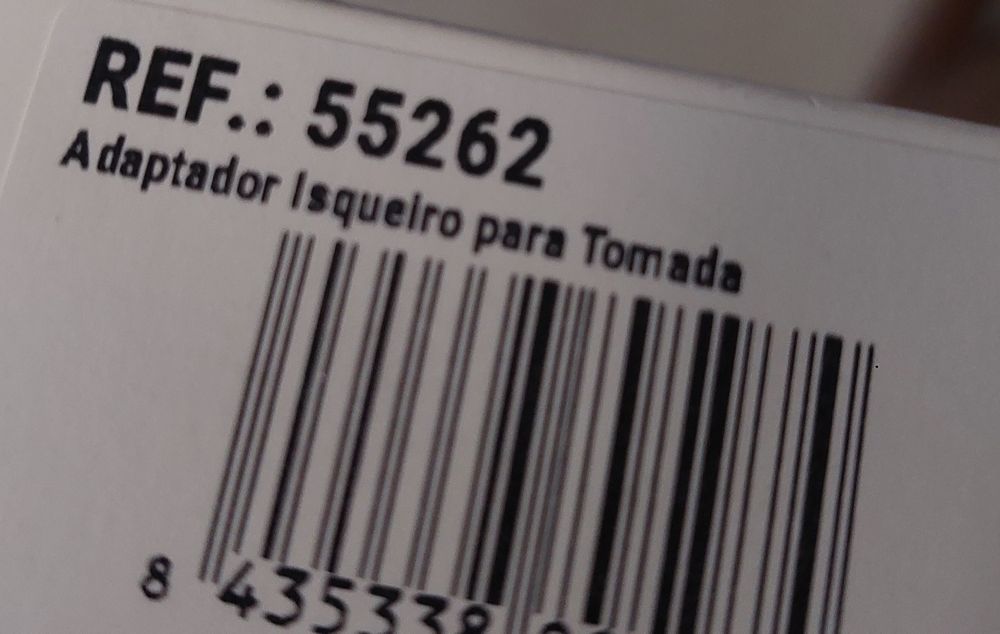 REF.: 55262
Adaptador Isqueiro para Tomada
8 435338